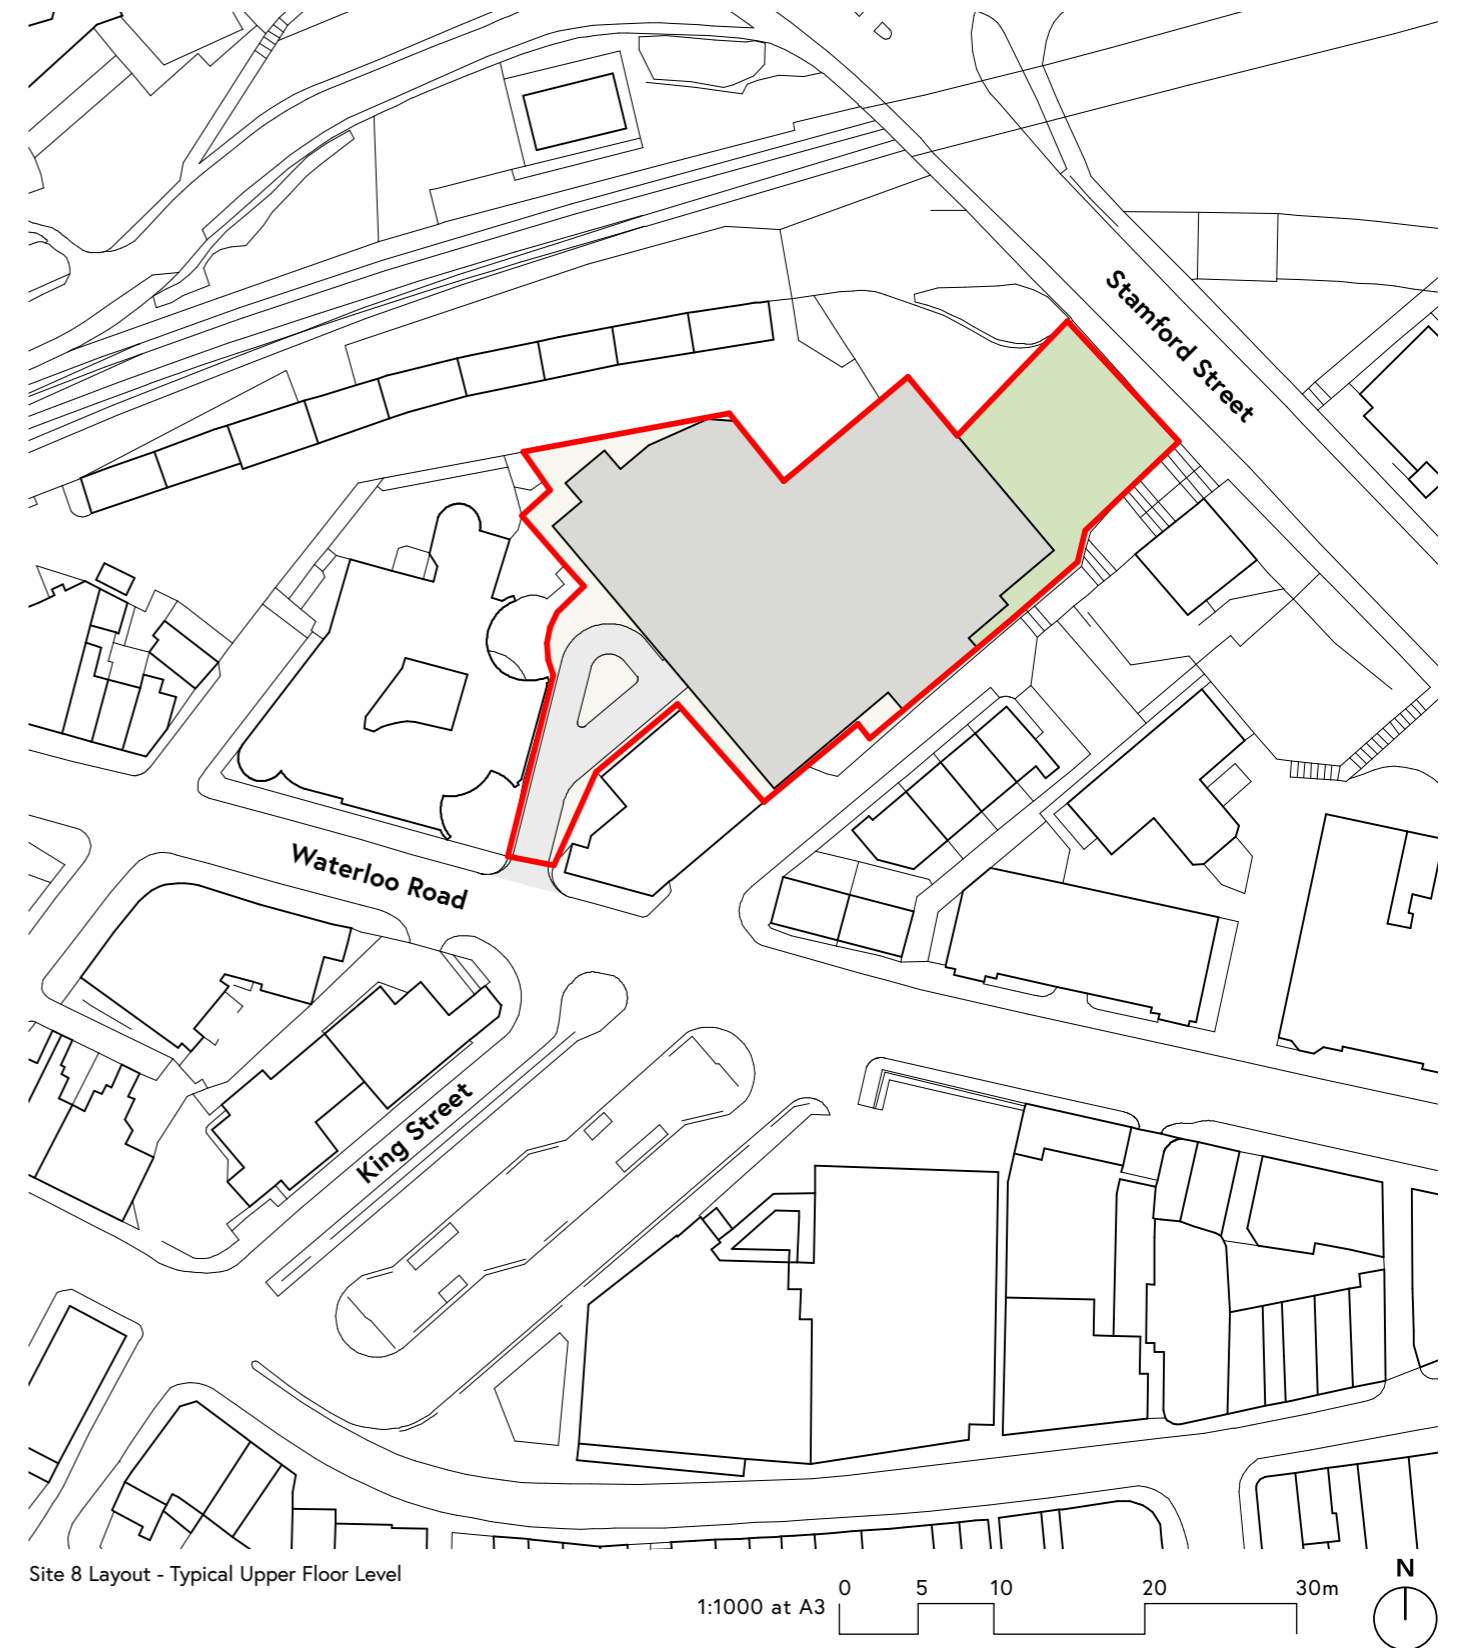 Stamford Street
Waterloo Road
King Street
Site 8 Layout - Typical Upper Floor Level
1:1000 at A3
0 5 10 20 30m
N